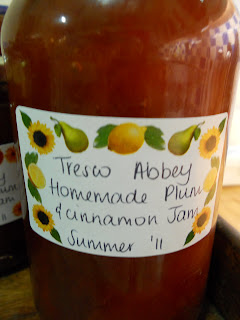 Tresco Abbey
Homemade Plum
& cinnamon Jam
Summer '11